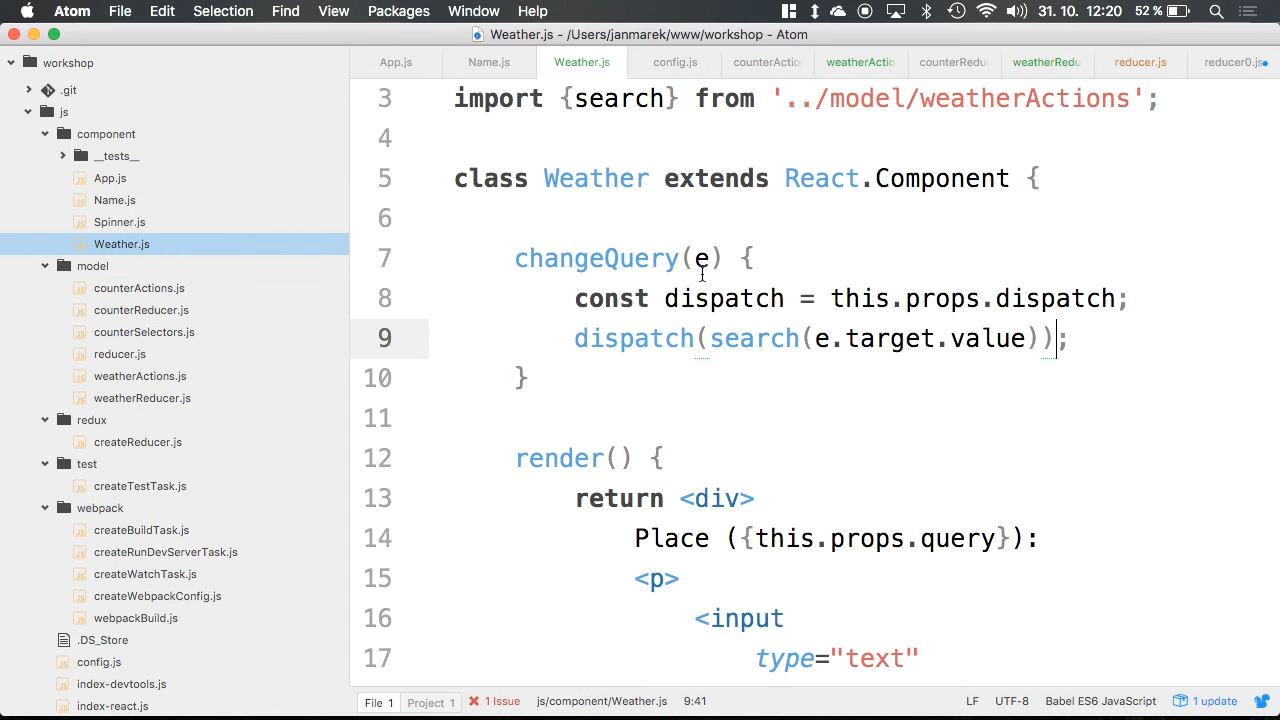 Atom File Edit Selection Find View Packages Window Help 31. 10. 12:20 52 %
Weather.js - /Users/janmarek/www/workshop - Atom
workshop
.git
js
component
__tests__
App.js
Name.js
Spinner.js
Weather.js
model
counterActions.js
counterReducer.js
counterSelectors.js
reducer.js
weatherActions.js
weatherReducer.js
redux
createReducer.js
test
createTestTask.js
webpack
createBuildTask.js
createRunDevServerTask.js
createWatchTask.js
createWebpackConfig.js
webpackBuild.js
.DS_Store
config.js
index-devtools.js
index-react.js
App.js Name.js Weather.js config.js counterActio weatherActio counterRedu weatherRedu reducer.js reducer0.js
3 import {search} from '../model/weatherActions';
4
5 class Weather extends React.Component {
6
7 changeQuery(e) {
8 const dispatch = this.props.dispatch;
9 dispatch(search(e.target.value));
10 }
11
12 render() {
13 return <div>
14 Place ({this.props.query}):
15 <p>
16 <input
17 type="text"
File 1 Project 1 1 Issue js/component/Weather.js 9:41 LF UTF-8 Babel ES6 JavaScript 1 update